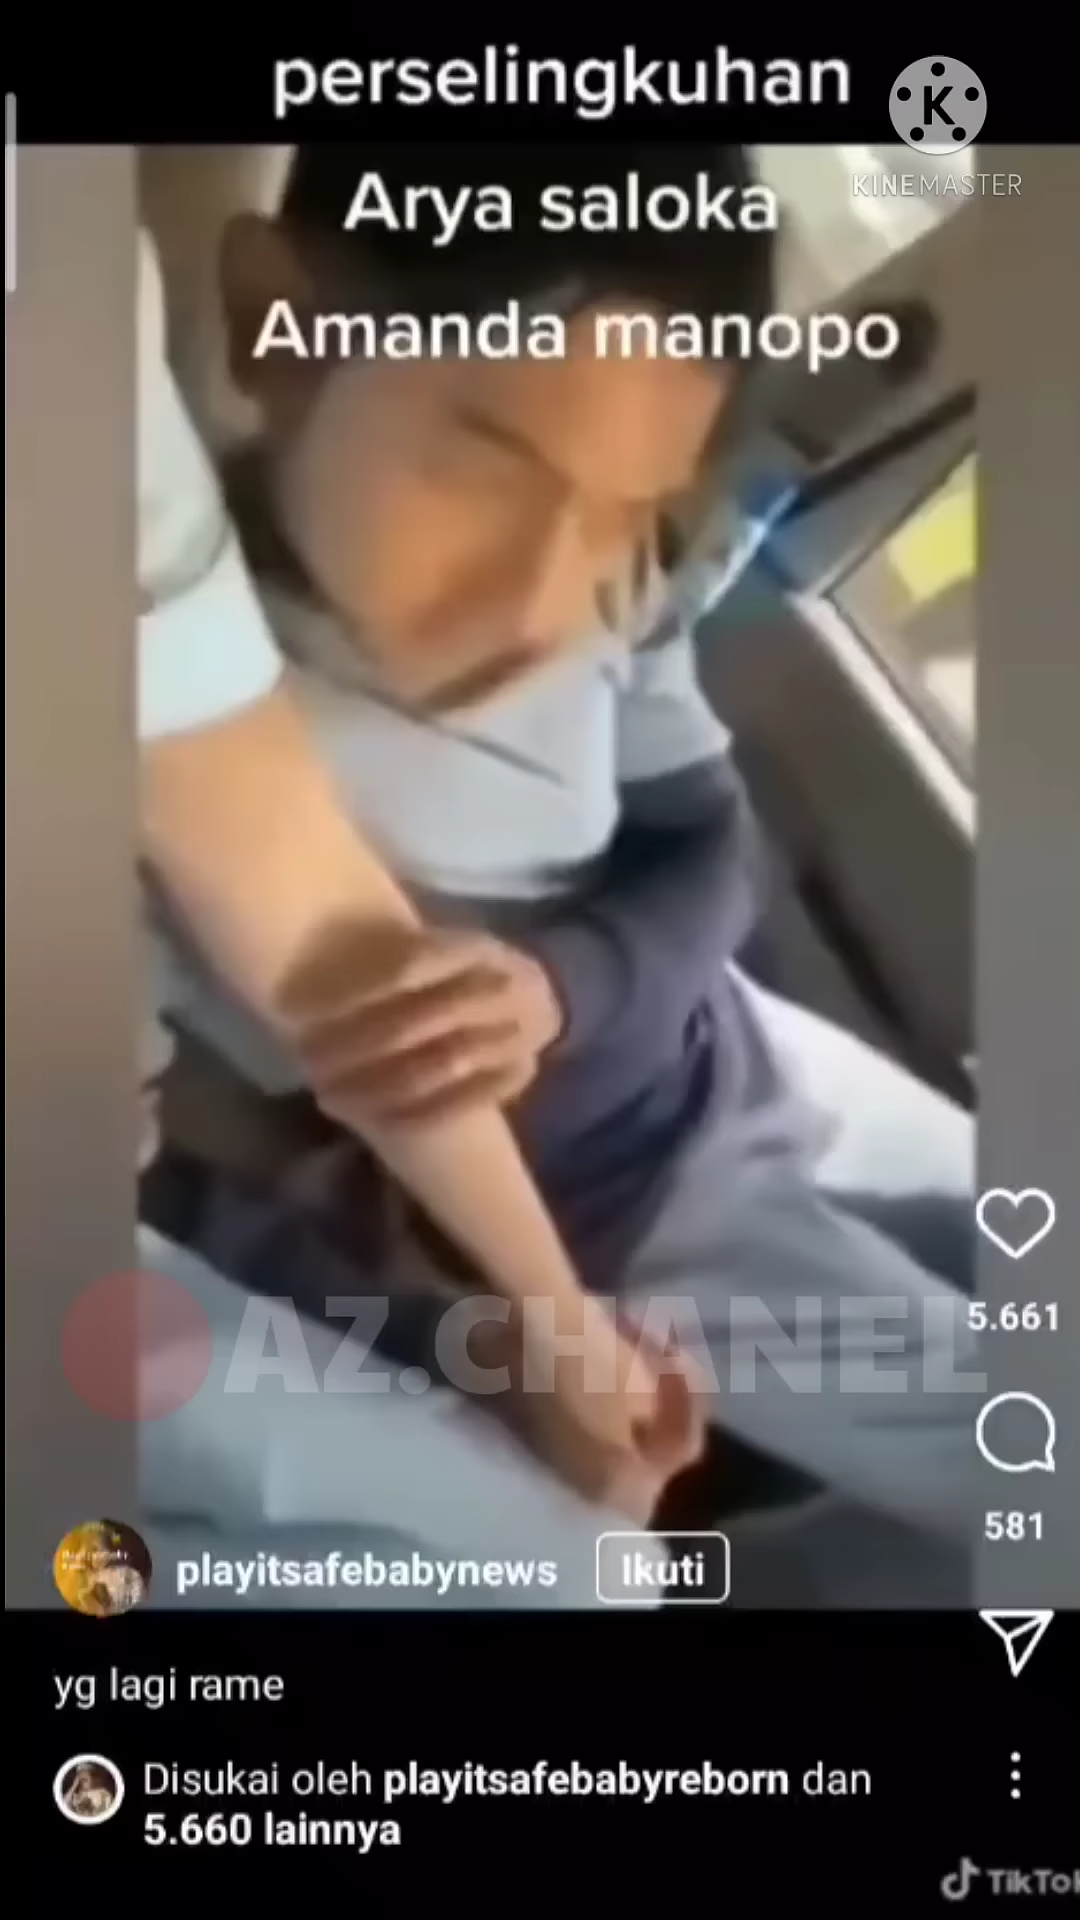 perselingkuhan
KINEMASTER
Arya saloka
Amanda manopo
5.661
AZ.CHANEL
581
playitsafebabynews
Ikuti
yg lagi rame
Disukai oleh playitsafebabyreborn dan
5.660 lainnya
TikTok